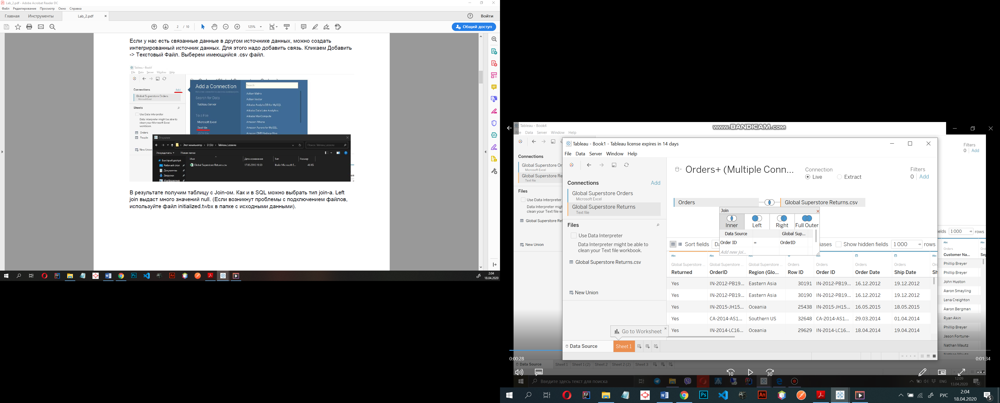 Lab_2.pdf - Adobe Acrobat Reader DC
Файл Редактирование Просмотр Окно Справка
Главная Инструменты Lab_2.pdf
Войти
2 / 10
125%
Общий доступ
Если у нас есть связанные данные в другом источнике данных, можно создать
интегрированный источник данных. Для этого надо добавить связь. Кликаем Добавить
-> Текстовый Файл. Выберем имеющийся .csv файл.
Tableau - Book1
File Data Server Window Help
Connections Add
Global Superstore Orders
Microsoft Excel
Sheets
Use Data Interpreter
Data Interpreter might be able to
clean your Microsoft Excel
workbook.
Orders
People
New Union
Add a Connection
Search for Data
Tableau Server
To a File
Microsoft Excel
Text file
JSON file
Search
Actian Matrix
Actian Vector
Alibaba AnalyticDB for MySQL
Alibaba Data Lake Analytics
Alibaba MaxCompute
Amazon Athena
Amazon Aurora for MySQL
Amazon EMR Hadoop Hive
Открытие
Этот компьютер > D (D:) > Tableau_Lessons
Поиск: Tableau_Lessons
Упорядочить Новая папка
Быстрый доступ
Рабочий стол
Документы
Загрузки
Изображения
Имя Дата изменения Тип Размер
Global Superstore Returns.csv 17.05.2016 19:50 Файл Microsoft E... 46 КБ
В результате получим таблицу с Join-ом. Как и в SQL можно выбрать тип join-а. Left
join выдаст много значений null. (Если возникнут проблемы с подключением файлов,
используйте файл initialized.twbx в папке с исходными данными).
2:04
18.04.2020
Tableau - Book4
www.BANDICAM.com
File Data Server Window Help
Connections
Global Superstore Or
Microsoft Excel
Global Superstore Re
Text file
Files
Use Data Interpreter
Data Interpreter migh
clean your Text file w
Global Superstore Ret
New Union
Filters
0 Add
Tableau - Book1 - Tableau license expires in 14 days
File Data Server Window Help
Connections Add
Global Superstore Orders
Microsoft Excel
Global Superstore Returns
Text file
Files
Use Data Interpreter
Data Interpreter might be able to
clean your Text file workbook.
Global Superstore Returns.csv
New Union
Orders+ (Multiple Conn...
Connection
Live Extract
Filters
0 Add
Orders Global Superstore Returns.csv
Join
Inner Left Right Full Outer
Data Source Global Sup...
Order ID = OrderID
Add new joi...
Sort fields Da
iases Show hidden fields 1 000 rows
Abc Abc Abc # Abc Abc
Global Superstore ... Global Superstore ... Global Superstore ... Orders Orders Orders Orders Or
Returned OrderID Region (Glo... Row ID Order ID Order Date Ship Date Sh
Yes IN-2012-PB19... Eastern Asia 30191 IN-2012-PB19... 16.12.2012 19.12.2012
Yes IN-2012-PB19... Eastern Asia 30190 IN-2012-PB19... 16.12.2012 19.12.2012
Yes IN-2015-JH15... Oceania 25438 IN-2015-JH15... 16.05.2015 18.05.2015
Yes CA-2014-AS1... Southern US 32648 CA-2014-AS1... 29.03.2014 01.04.2014
Yes IN-2014-LC16... Oceania 29629 IN-2014-LC16... 18.04.2014 19.04.2014
Go to Worksheet
Data Source Sheet 1
elds 1 000 rows
Abc Abc
Orders Ord
Customer Na... Seg
Phillip Breyer
Phillip Breyer
John Huston
Aaron Smayling
Lena Creighton
Aaron Bergman
Ryan Akin
Phillip Breyer
Jason Fortune-
Nathan Mautz
Nathan Mautz
0:00:28 0:01:34
Data Source Sheet 1 Sheet 1 (2) Sheet 2 Sheet 2 (2) Sheet 3
10 30
Введите здесь текст для поиска
ENG
12:09
13.04.2020
12
РУС
2:04
18.04.2020
5